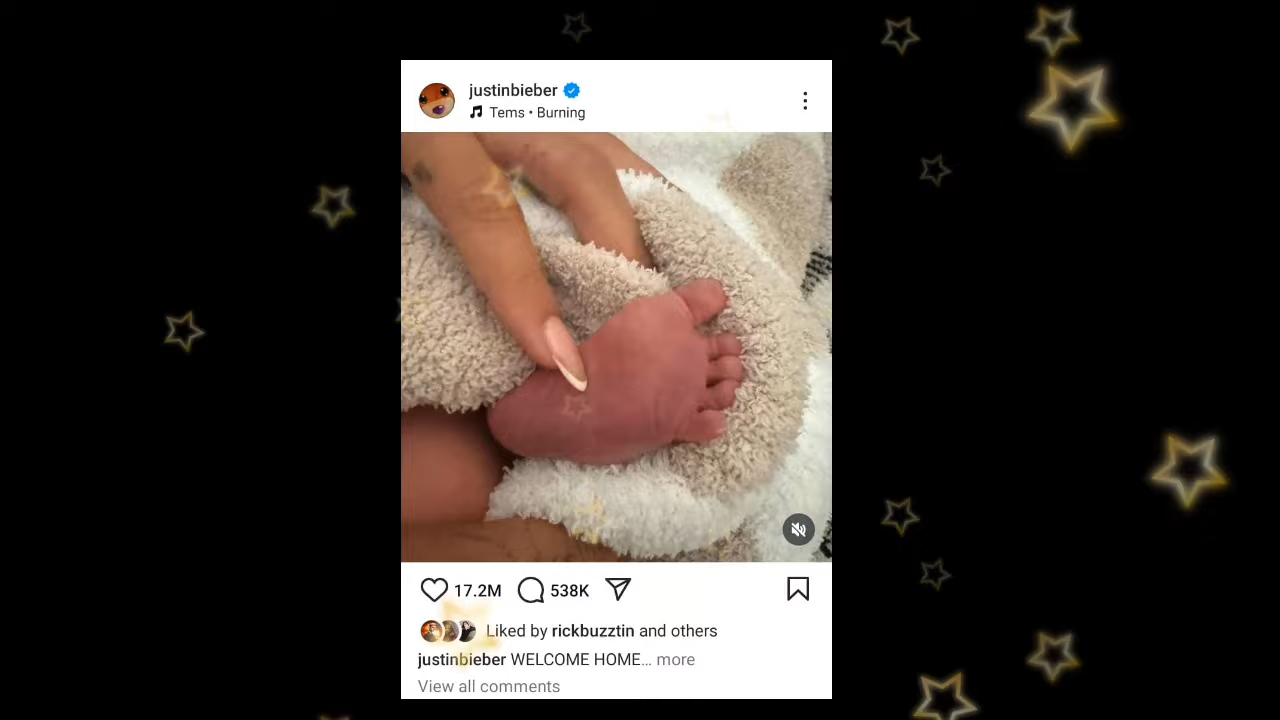 justinbieber
Tems • Burning
17.2M 538K
Liked by rickbuzztin and others
justinbieber WELCOME HOME... more
View all comments